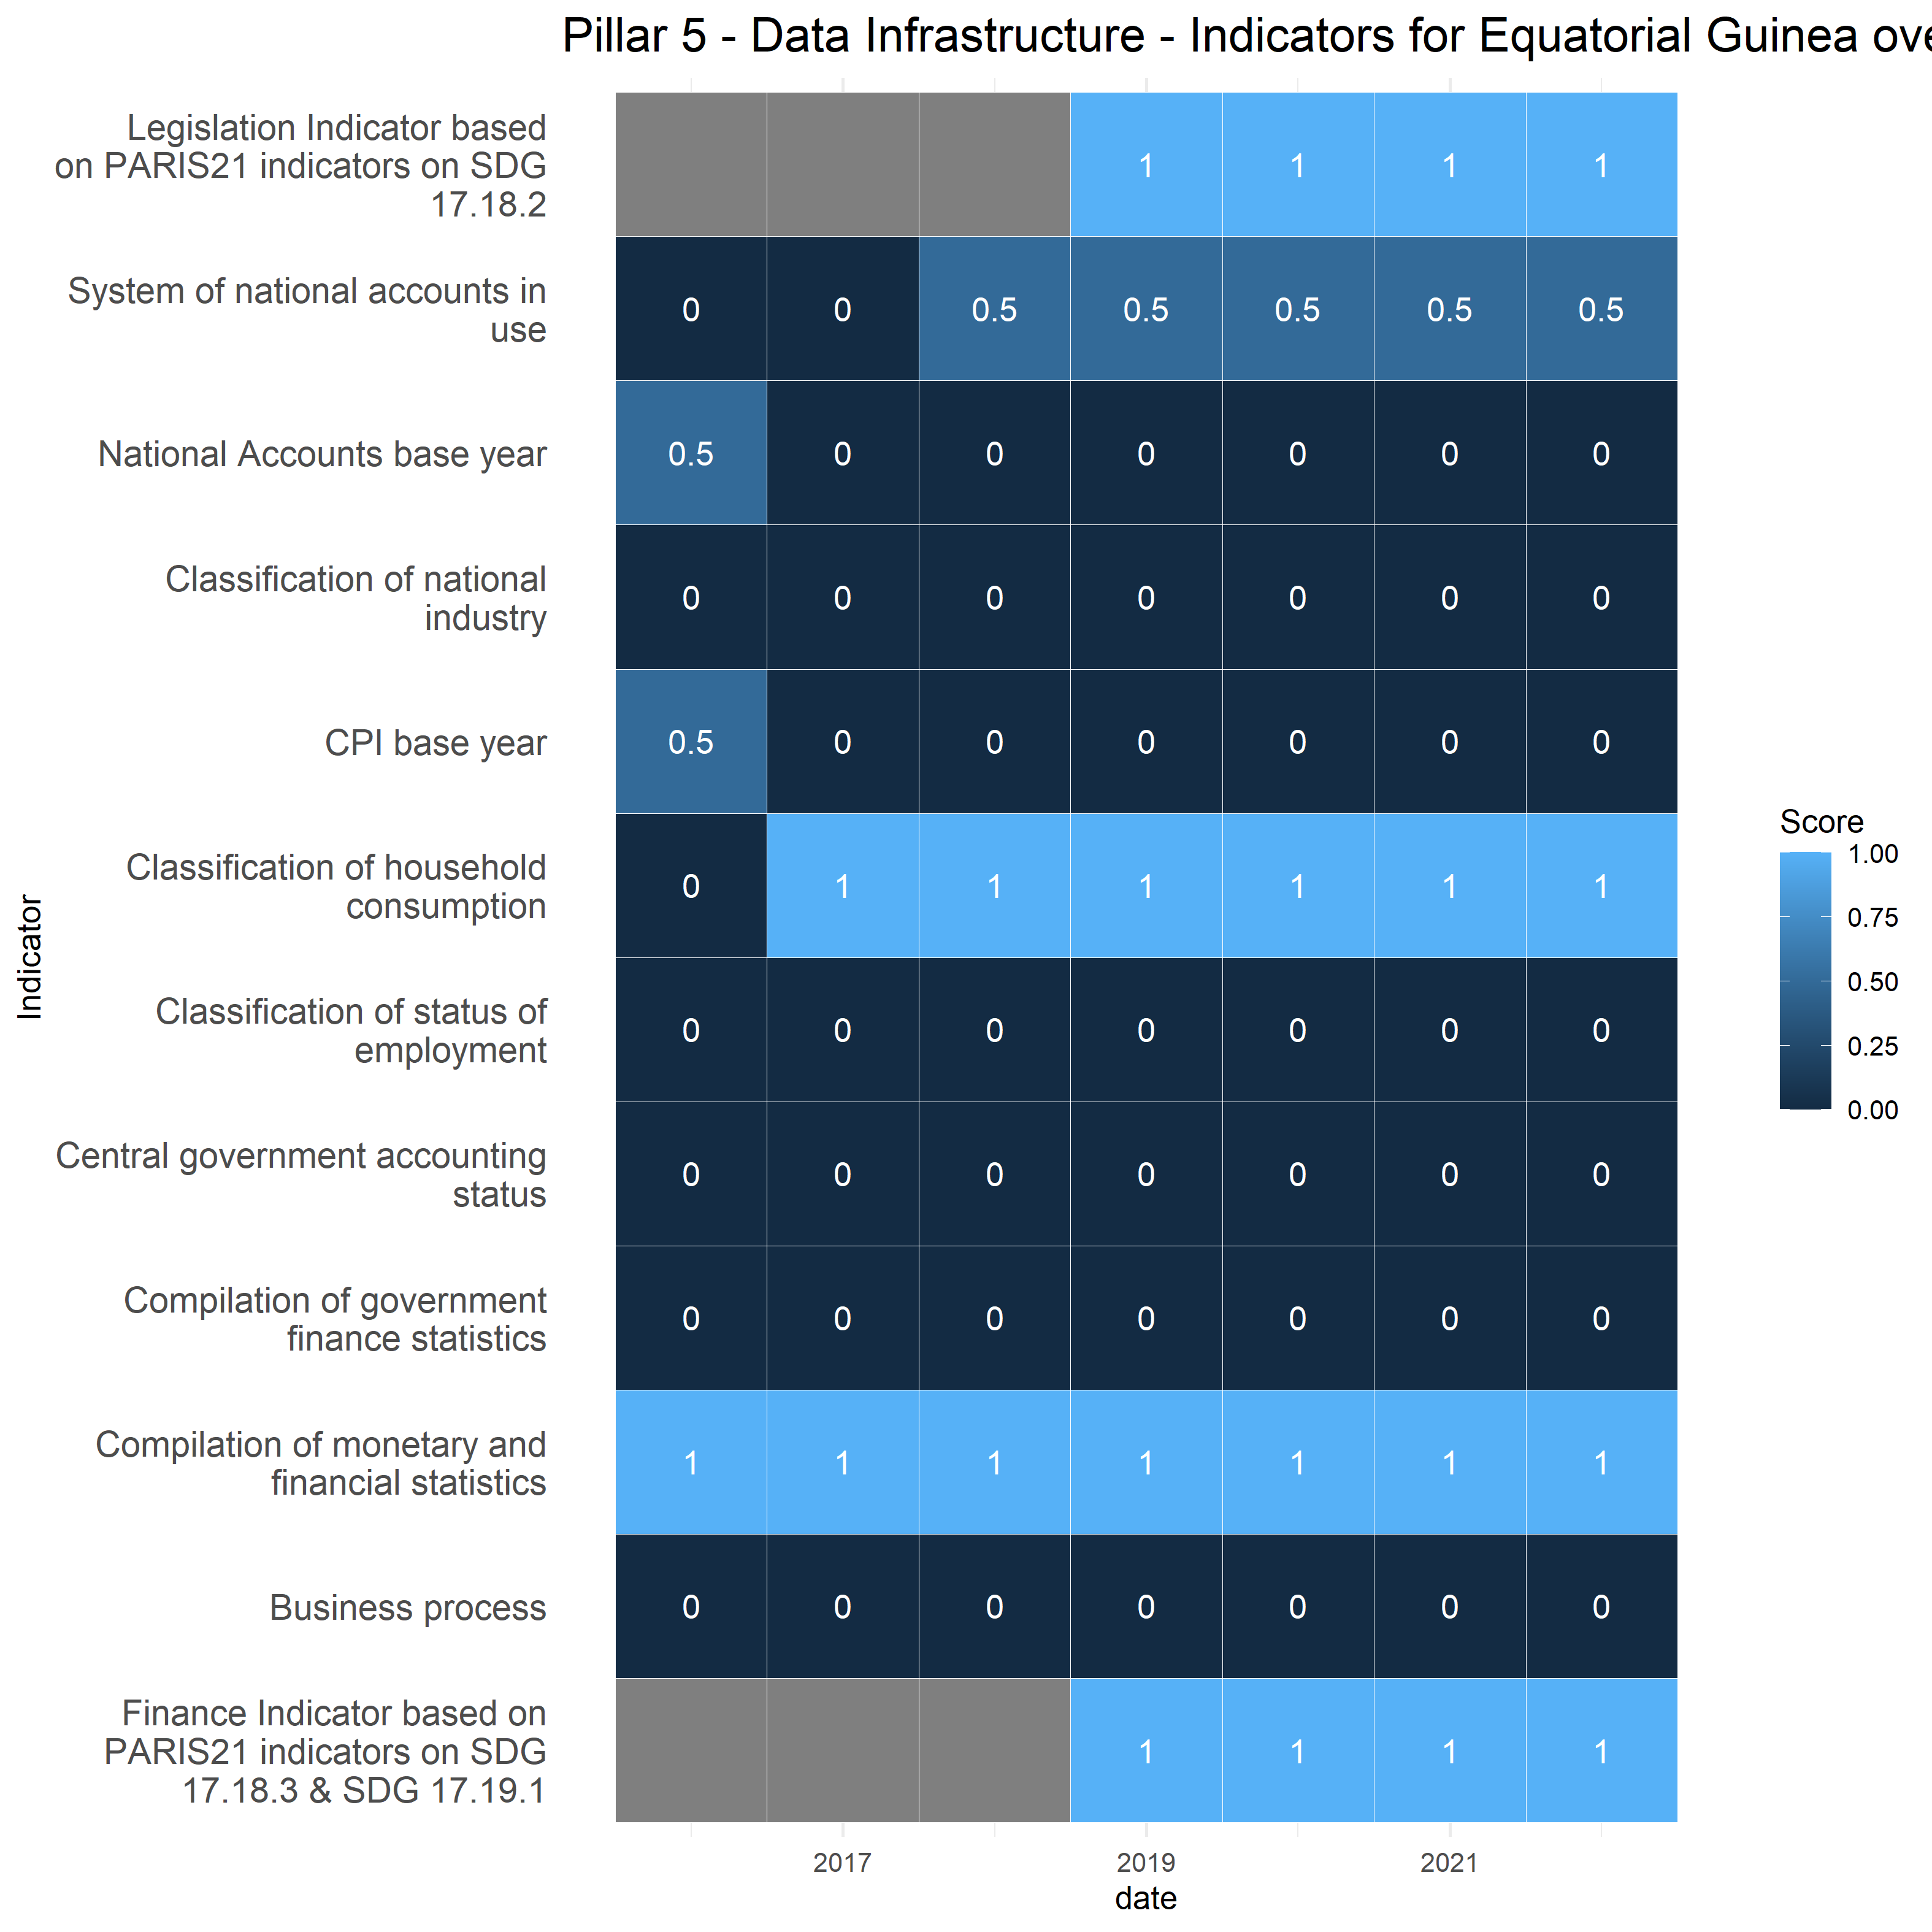 Pillar 5 - Data Infrastructure - Indicators for Equatorial Guinea ove
Legislation Indicator based
on PARIS21 indicators on SDG
17.18.2
1 1 1 1
System of national accounts in
use
0 0 0.5 0.5 0.5 0.5 0.5
National Accounts base year
0.5 0 0 0 0 0 0
Classification of national
industry
0 0 0 0 0 0 0
CPI base year
0.5 0 0 0 0 0 0
Classification of household
consumption
0 1 1 1 1 1 1
Classification of status of
employment
0 0 0 0 0 0 0
Central government accounting
status
0 0 0 0 0 0 0
Compilation of government
finance statistics
0 0 0 0 0 0 0
Compilation of monetary and
financial statistics
1 1 1 1 1 1 1
Business process
0 0 0 0 0 0 0
Finance Indicator based on
PARIS21 indicators on SDG
17.18.3 & SDG 17.19.1
1 1 1 1
2017 2019 2021
date
Indicator
Score
1.00
0.75
0.50
0.25
0.00